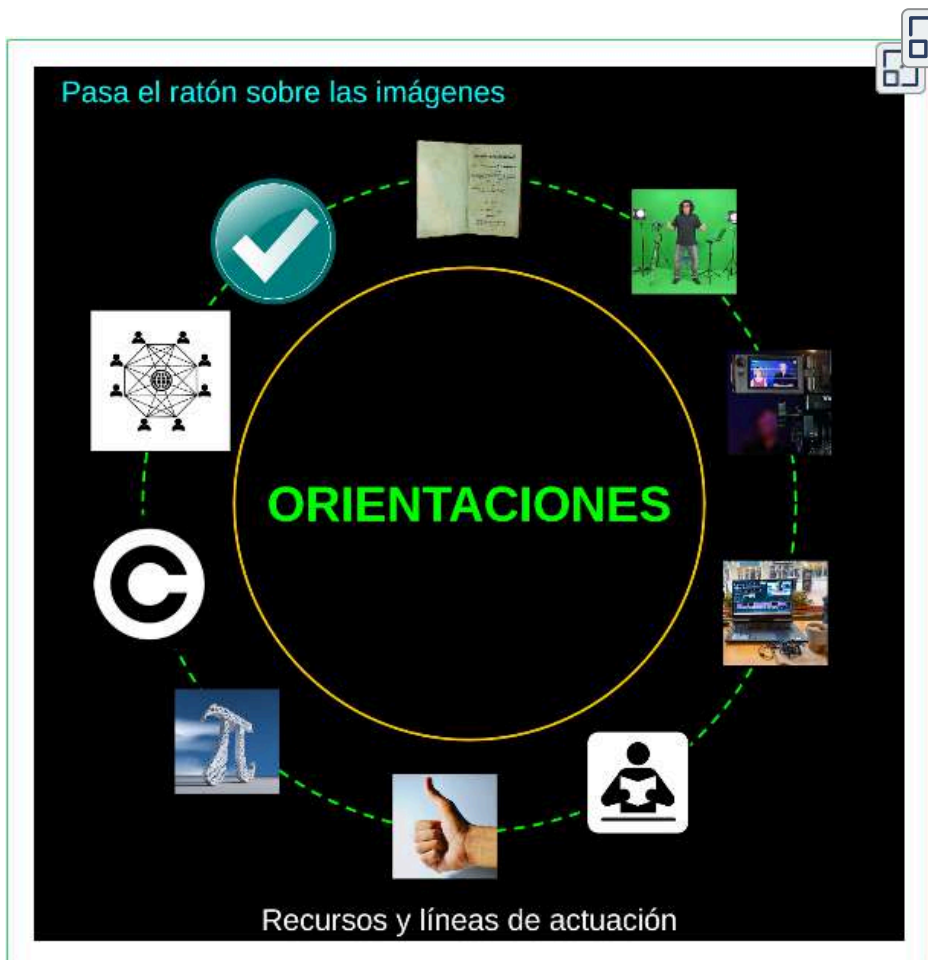 Pasa el ratón sobre las imágenes
ORIENTACIONES
Recursos y líneas de actuación